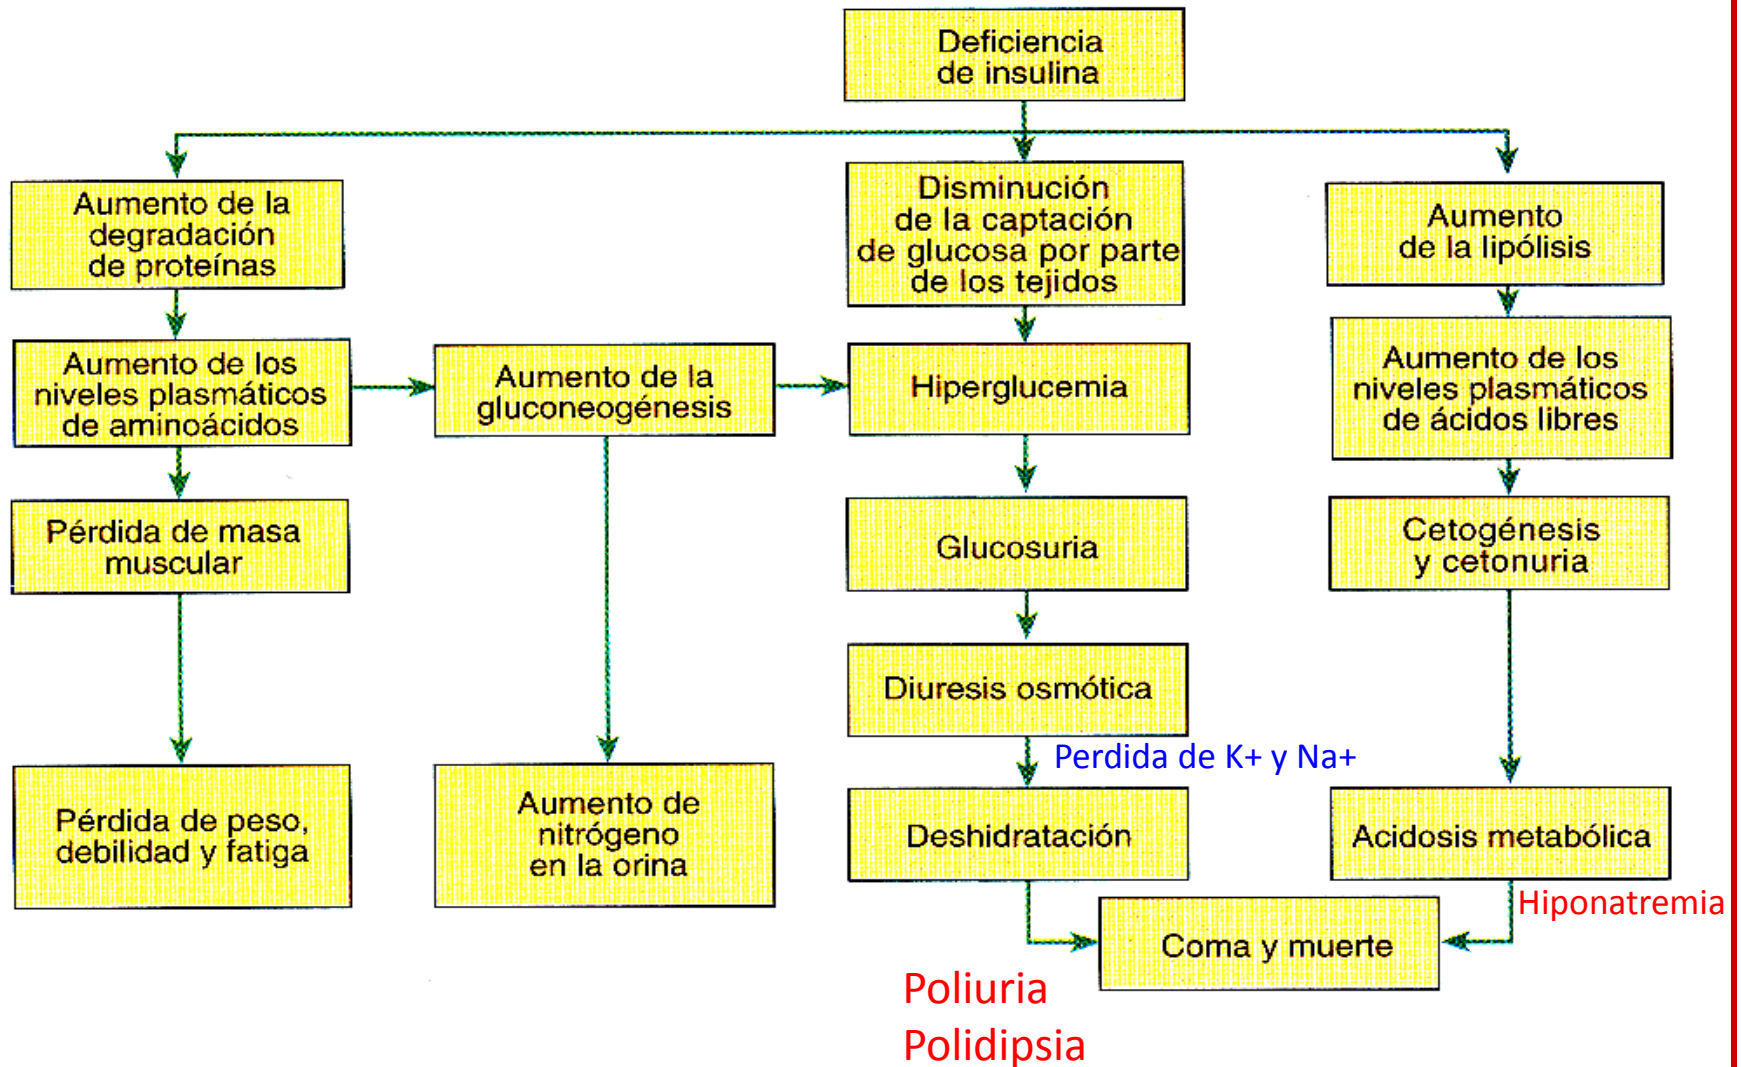 Deficiencia
de insulina
Aumento de la
degradación
de proteínas
Disminución
de la captación
de glucosa por parte
de los tejidos
Aumento
de la lipólisis
Aumento de los
niveles plasmáticos
de aminoácidos
Aumento de la
gluconeogénesis
Hiperglucemia
Aumento de los
niveles plasmáticos
de ácidos libres
Pérdida de masa
muscular
Glucosuria
Cetogénesis
y cetonuria
Diuresis osmótica
Perdida de K+ y Na+
Pérdida de peso,
debilidad y fatiga
Aumento de
nitrógeno
en la orina
Deshidratación
Acidosis metabólica
Hiponatremia
Coma y muerte
Poliuria
Polidipsia